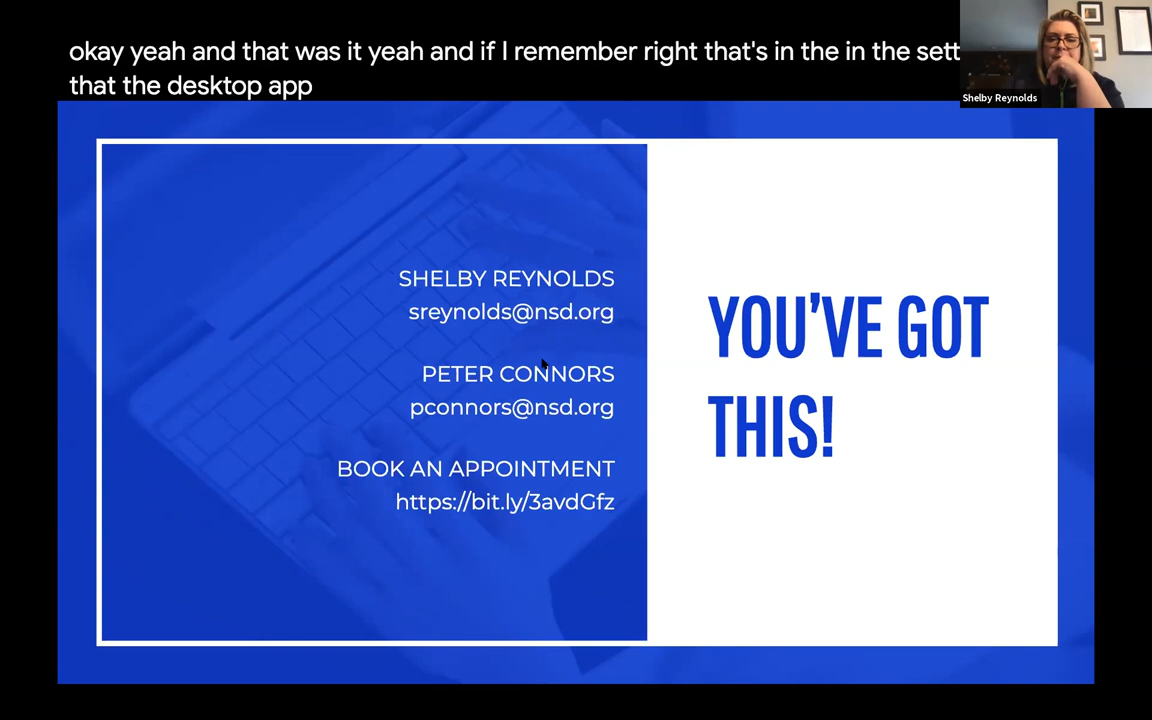 okay yeah and that was it yeah and if I remember right that's in the in the sett
that the desktop app
Shelby Reynolds
SHELBY REYNOLDS
sreynolds@nsd.org
PETER CONNORS
pconnors@nsd.org
BOOK AN APPOINTMENT
https://bit.ly/3avdGfz
YOU'VE GOT
THIS!